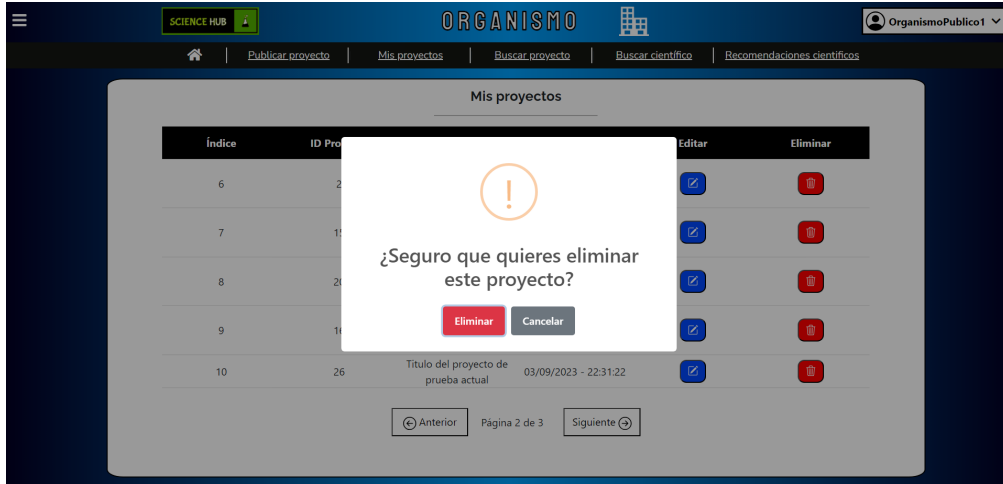 SCIENCE HUB
ORGANISMO
OrganismoPublico1
Publicar proyecto
Mis proyectos
Buscar proyecto
Buscar científico
Recomendaciones científicos
Mis proyectos
Índice ID Editar Eliminar
6
7
8
9
¿Seguro que quieres eliminar
este proyecto?
Eliminar Cancelar
10 26 Titulo del proyecto de 03/09/2023 - 22:31:22
prueba actual
Anterior Página 2 de 3 Siguiente